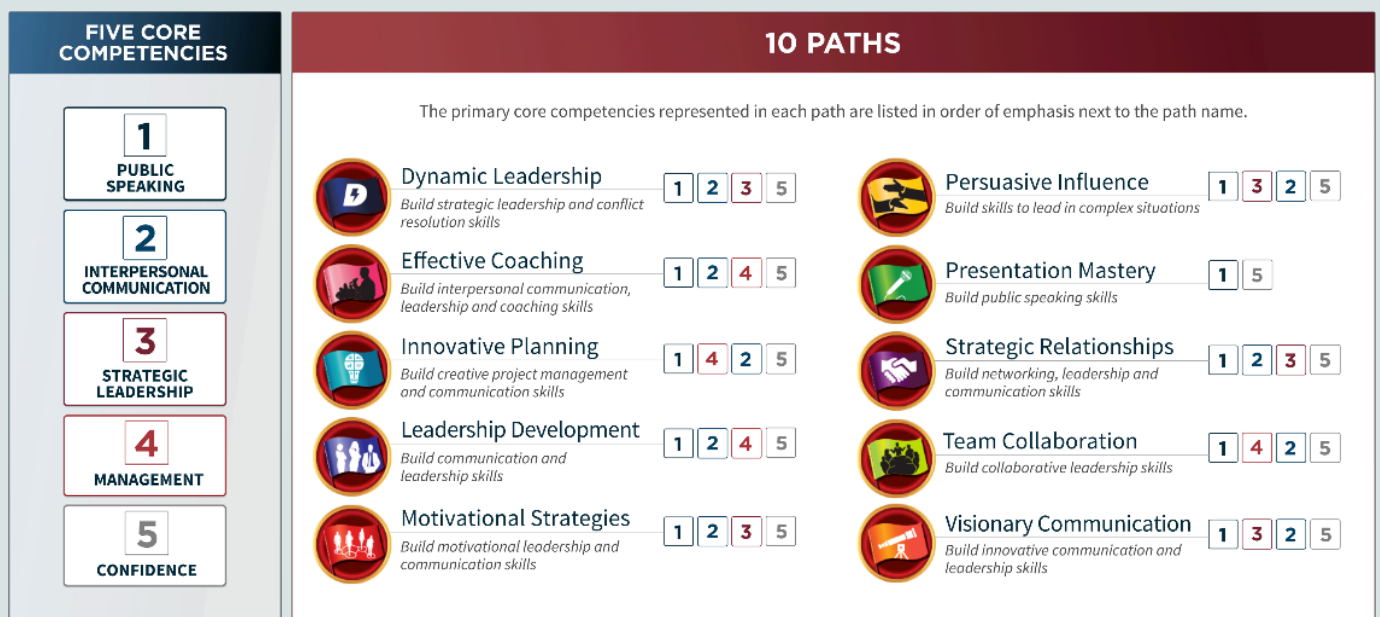 FIVE CORE
COMPETENCIES
1
PUBLIC
SPEAKING
2
INTERPERSONAL
COMMUNICATION
3
STRATEGIC
LEADERSHIP
4
MANAGEMENT
5
CONFIDENCE
10 PATHS
The primary core competencies represented in each path are listed in order of emphasis next to the path name.
Dynamic Leadership 1 2 3 5
Build strategic leadership and conflict
resolution skills
D
Effective Coaching 1 2 4 5
Build interpersonal communication,
leadership and coaching skills
Innovative Planning 1 4 2 5
Build creative project management
and communication skills
Leadership Development 1 2 4 5
Build communication and
leadership skills
Motivational Strategies 1 2 3 5
Build motivational leadership and
communication skills
Persuasive Influence 1 3 2 5
Build skills to lead in complex situations
Presentation Mastery 1 5
Build public speaking skills
Strategic Relationships 1 2 3 5
Build networking, leadership and
communication skills
Team Collaboration 1 4 2 5
Build collaborative leadership skills
Visionary Communication 1 3 2 5
Build innovative communication and
leadership skills